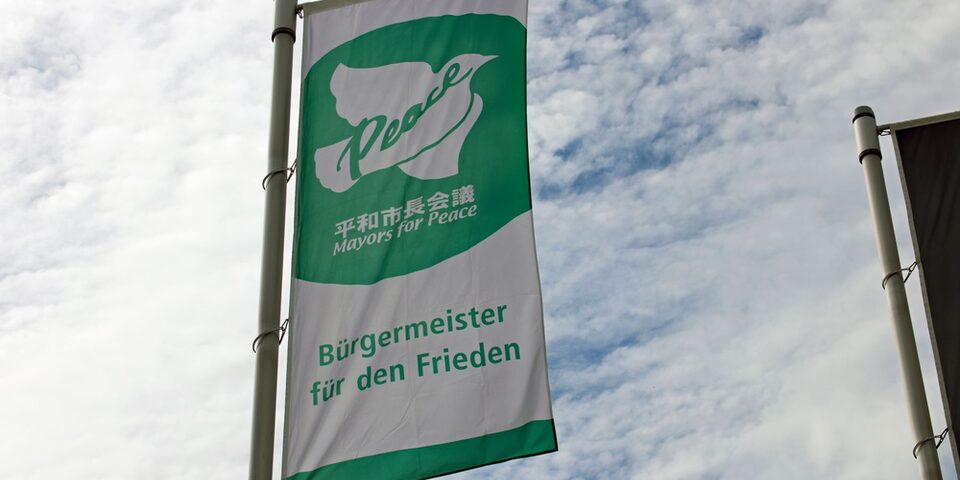 Peace
平和市長会議
Mayors for Peace
Bürgermeister
für den Frieden